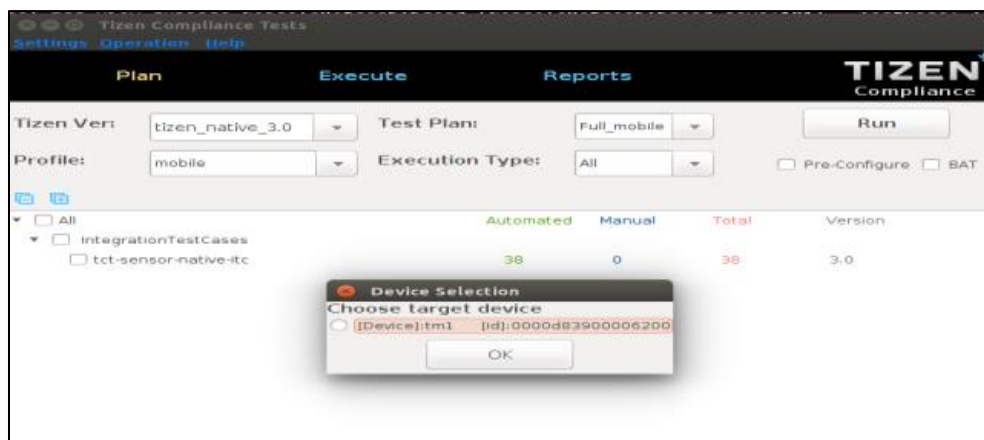 Tizen Compliance Tests
Settings Operation Help
Plan Execute Reports TIZEN
Compliance
Tizen Ver: tizen_native_3.0 Test Plan: Full_mobile Run
Profile: mobile Execution Type: All Pre-Configure BAT
All Automated Manual Total Version
IntegrationTestCases
tct-sensor-native-itc 38 0 38 3.0
Device Selection
Choose target device
[Device]:tm1 [id]:0000d83900006200
OK